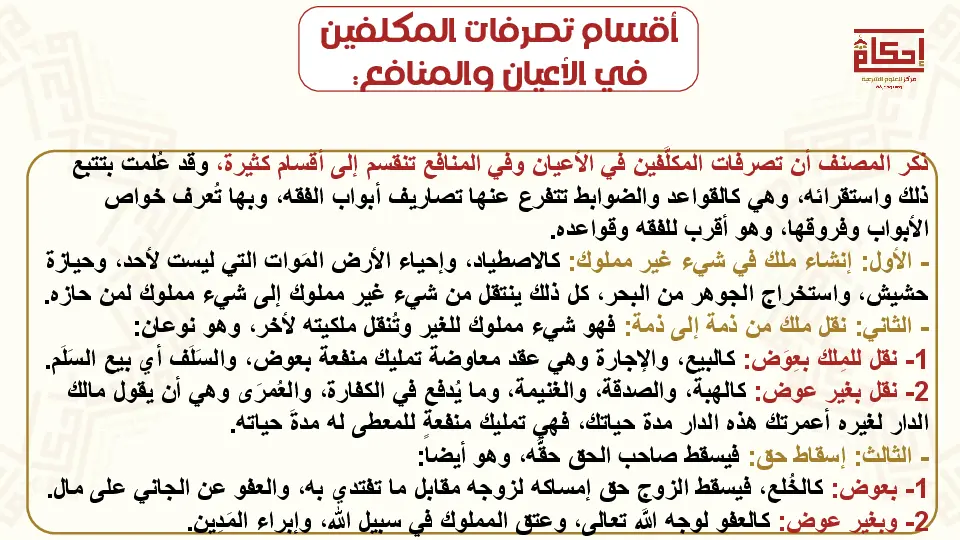 أقسام تصرفات المكلفين
في الأعيان والمنافع:
إحكام
مركز للعلوم الشرعية
ذكر المصنف أن تصرفات المكلَّفين في الأعيان وفي المنافع تنقسم إلى أقسام كثيرة، وقد عُلمت بتتبع
ذلك واستقرائه، وهي كالقواعد والضوابط تتفرع عنها تصاريف أبواب الفقه، وبها تُعرف خواص
الأبواب وفروقها، وهو أقرب للفقه وقواعده.
- الأول: إنشاء ملك في شيء غير مملوك: كالاصطياد، وإحياء الأرض المَوات التي ليست لأحد، وحيازة
حشيش، واستخراج الجوهر من البحر، كل ذلك ينتقل من شيء غير مملوك إلى شيء مملوك لمن حازه.
- الثاني: نقل ملك من ذمة إلى ذمة: فهو شيء مملوك للغير وتُنقل ملكيته لأخر، وهو نوعان:
1- نقل للمِلك بعِوَض: كالبيع، والإجارة وهي عقد معاوضة تمليك منفعة بعوض، والسَلَف أي بيع السَلَم.
2- نقل بغير عوض: كالهبة، والصدقة، والغنيمة، وما يُدفع في الكفارة، والعُمرَى وهي أن يقول مالك
الدار لغيره أعمرتك هذه الدار مدة حياتك، فهي تمليك منفعةٍ للمعطى له مدةَ حياته.
- الثالث: إسقاط حق: فيسقط صاحب الحق حقَّه، وهو أيضا:
1- بعوض: كالخُلع، فيسقط الزوج حق إمساكه لزوجه مقابل ما تفتدي به، والعفو عن الجاني على مال.
2- وبغير عوض: كالعفو لوجه الله تعالى، وعتق المملوك في سبيل الله، وإبراء المَدِين.